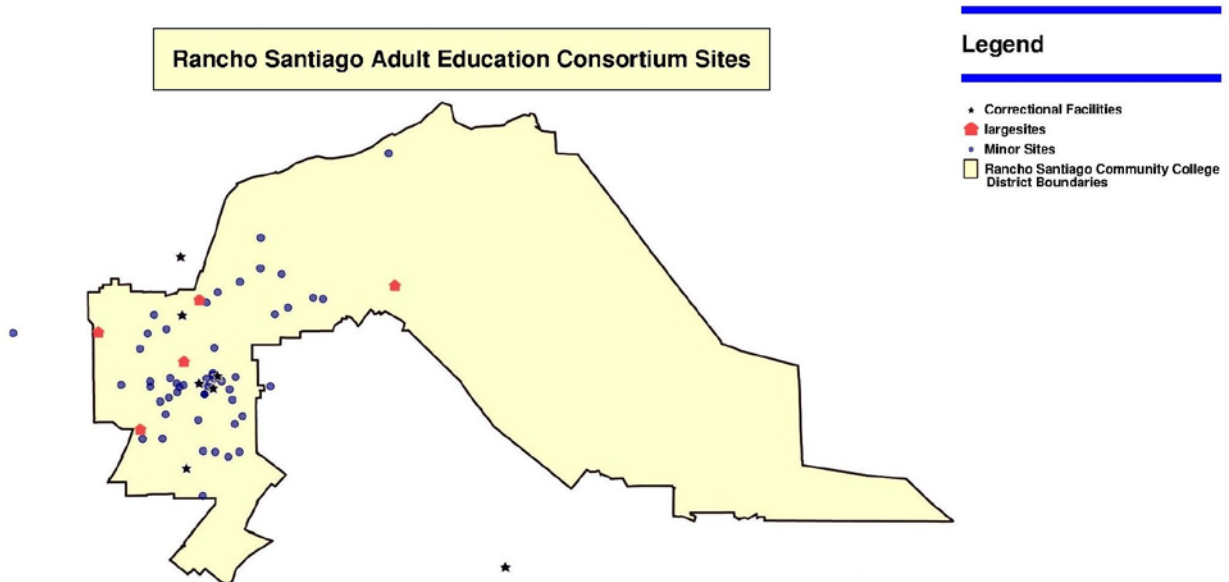 Rancho Santiago Adult Education Consortium Sites
Legend
Correctional Facilities
largesites
Minor Sites
Rancho Santiago Community College
District Boundaries